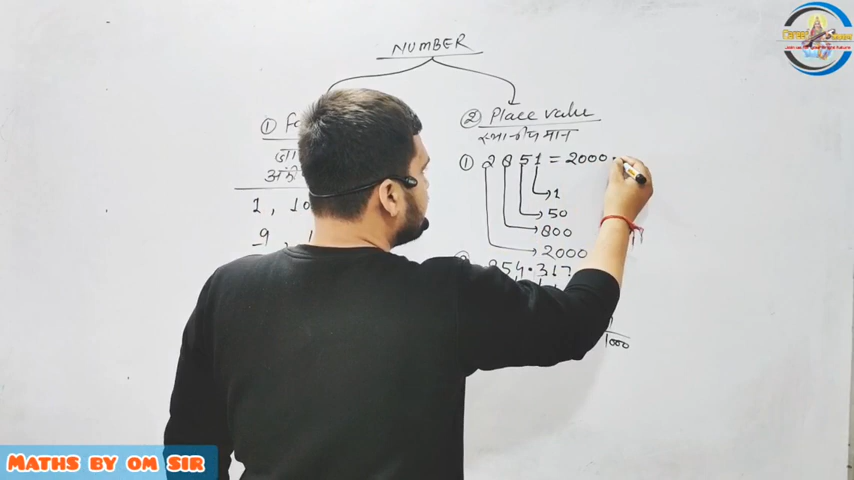 NUMBER
①
② Place value
स्थानीय मान
① 2851 = 2000
1, 10
1
50
-9,
800
2000
854.317
1000
MATHS BY OM SIR